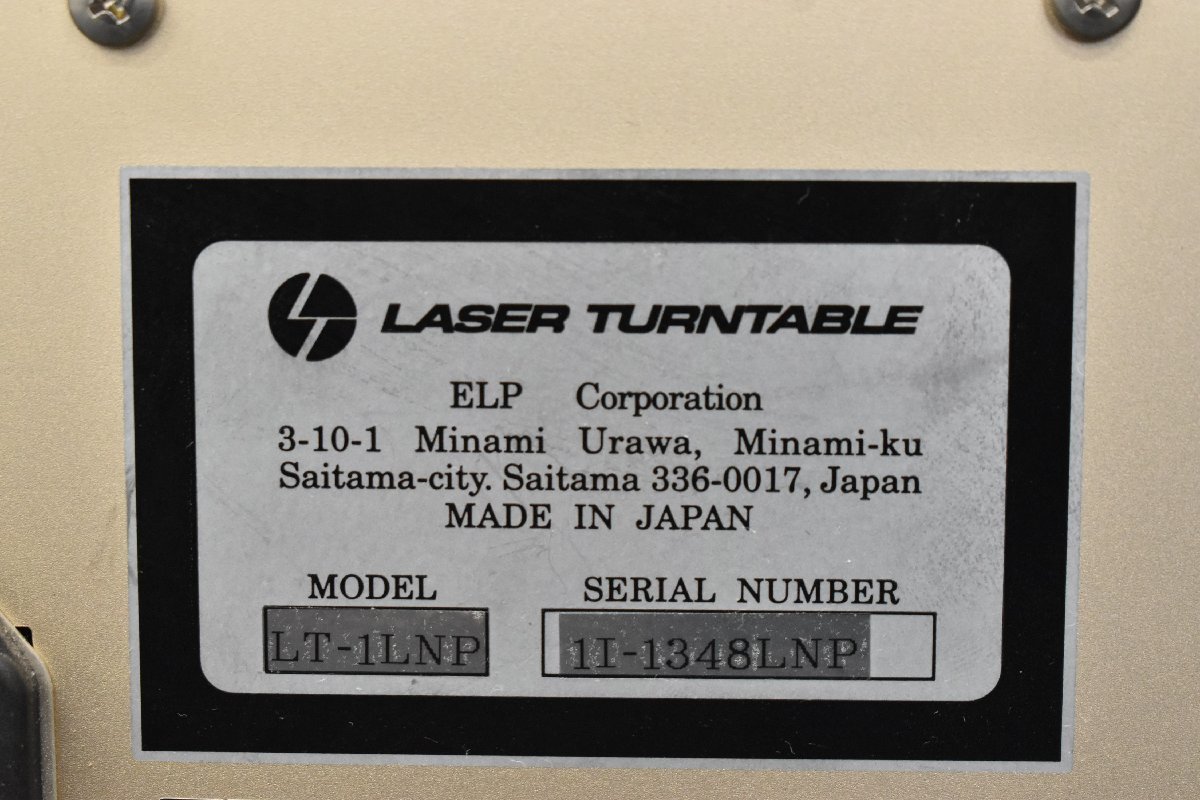 LT LASER TURNTABLE
ELP Corporation
3-10-1 Minami Urawa, Minami-ku
Saitama-city. Saitama 336-0017, Japan
MADE IN JAPAN
MODEL SERIAL NUMBER
LT-1LNP 1I-1348LNP